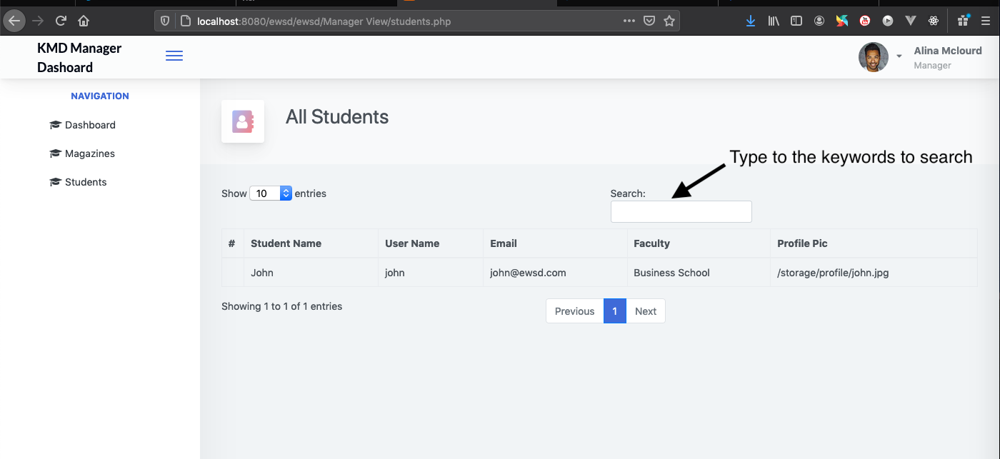 localhost:8080/ewsd/ewsd/Manager View/students.php
KMD Manager
Dashoard
Alina Mclourd
Manager
NAVIGATION
Dashboard
Magazines
Students
All Students
Type to the keywords to search
Show 10 entries
Search:
# Student Name User Name Email Faculty Profile Pic
John john john@ewsd.com Business School /storage/profile/john.jpg
Showing 1 to 1 of 1 entries
Previous 1 Next